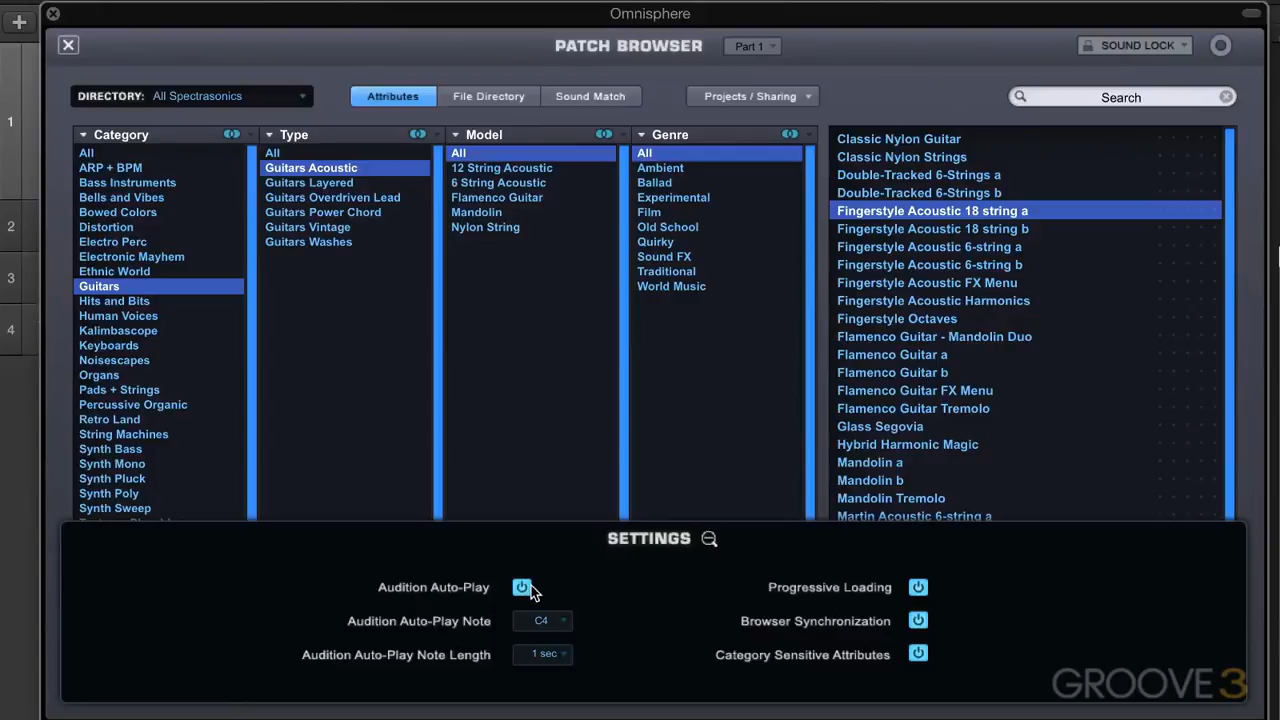 Omnisphere
PATCH BROWSER
Part 1
SOUND LOCK
DIRECTORY: All Spectrasonics
Attributes
File Directory
Sound Match
Projects / Sharing
Search
Category
All
ARP + BPM
Bass Instruments
Bells and Vibes
Bowed Colors
Distortion
Electro Perc
Electronic Mayhem
Ethnic World
Guitars
Hits and Bits
Human Voices
Kalimbascope
Keyboards
Noisescapes
Organs
Pads + Strings
Percussive Organic
Retro Land
String Machines
Synth Bass
Synth Mono
Synth Pluck
Synth Poly
Synth Sweep
Type
All
Guitars Acoustic
Guitars Layered
Guitars Overdriven Lead
Guitars Power Chord
Guitars Vintage
Guitars Washes
Model
All
12 String Acoustic
6 String Acoustic
Flamenco Guitar
Mandolin
Nylon String
Genre
All
Ambient
Ballad
Experimental
Film
Old School
Quirky
Sound FX
Traditional
World Music
Classic Nylon Guitar
Classic Nylon Strings
Double-Tracked 6-Strings a
Double-Tracked 6-Strings b
Fingerstyle Acoustic 18 string a
Fingerstyle Acoustic 18 string b
Fingerstyle Acoustic 6-string a
Fingerstyle Acoustic 6-string b
Fingerstyle Acoustic FX Menu
Fingerstyle Acoustic Harmonics
Fingerstyle Octaves
Flamenco Guitar - Mandolin Duo
Flamenco Guitar a
Flamenco Guitar b
Flamenco Guitar FX Menu
Flamenco Guitar Tremolo
Glass Segovia
Hybrid Harmonic Magic
Mandolin a
Mandolin b
Mandolin Tremolo
Martin Acoustic 6-string a
1
2
3
4
SETTINGS
Audition Auto-Play
Audition Auto-Play Note C4
Audition Auto-Play Note Length 1 sec
Progressive Loading
Browser Synchronization
Category Sensitive Attributes
GROOVE3